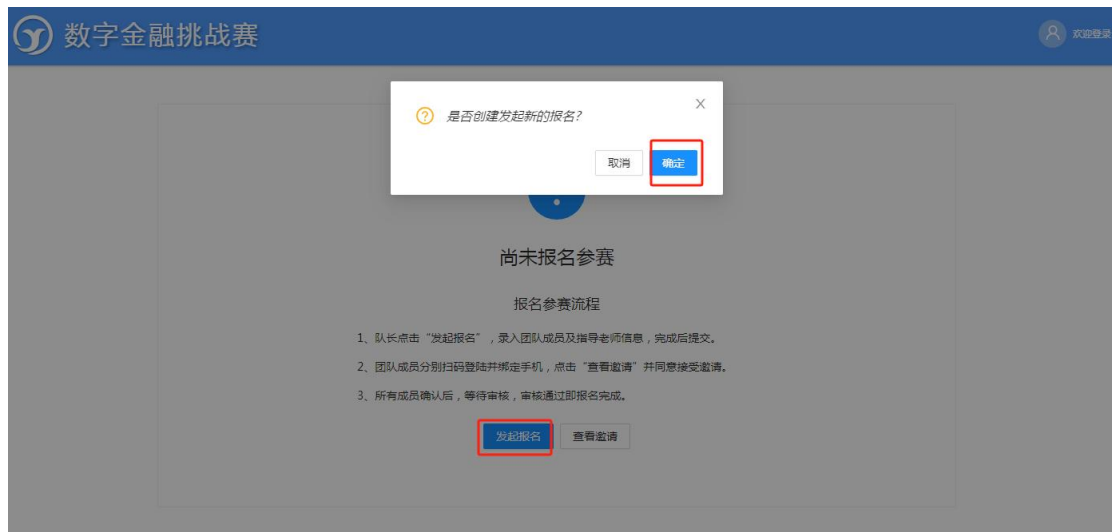 数字金融挑战赛
欢迎登录
是否创建发起新的报名?
取消 确定
尚未报名参赛
报名参赛流程
1、队长点击“发起报名”，录入团队成员及指导老师信息，完成后提交。
2、团队成员分别扫码登陆并绑定手机，点击“查看邀请”并同意接受邀请。
3、所有成员确认后，等待审核，审核通过即报名完成。
发起报名 查看邀请